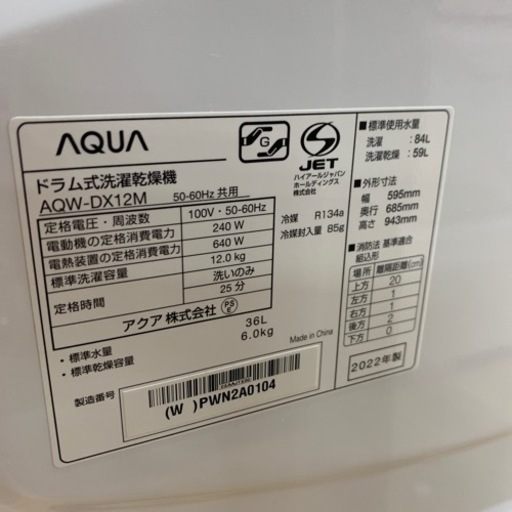 AQUA
G
S
JET
ハイアールジャパン
ホールディングス
株式会社
ドラム式洗濯乾燥機
AQW-DX12M 50-60Hz 共用
定格電圧・周波数 100V・50-60Hz
電動機の定格消費電力 240 W
電熱装置の定格消費電力 640 W
標準洗濯容量 12.0kg
定格時間 洗いのみ
25分
アクア 株式会社
PS
E
・標準水量 36L
・標準乾燥容量 6.0kg
製造番号
(W )PWN2A0104
冷媒 R134a
冷媒封入量 85g
Made in China
■標準使用水量
洗濯 : 84L
洗濯乾燥 : 59L
■外形寸法
幅 595mm
奥行 685mm
高さ 943mm
■消防法 基準適合
組込形
場所 離隔距離(cm)
上方 20
左方 1
右方 1
後方 2
下方 0
2022年製